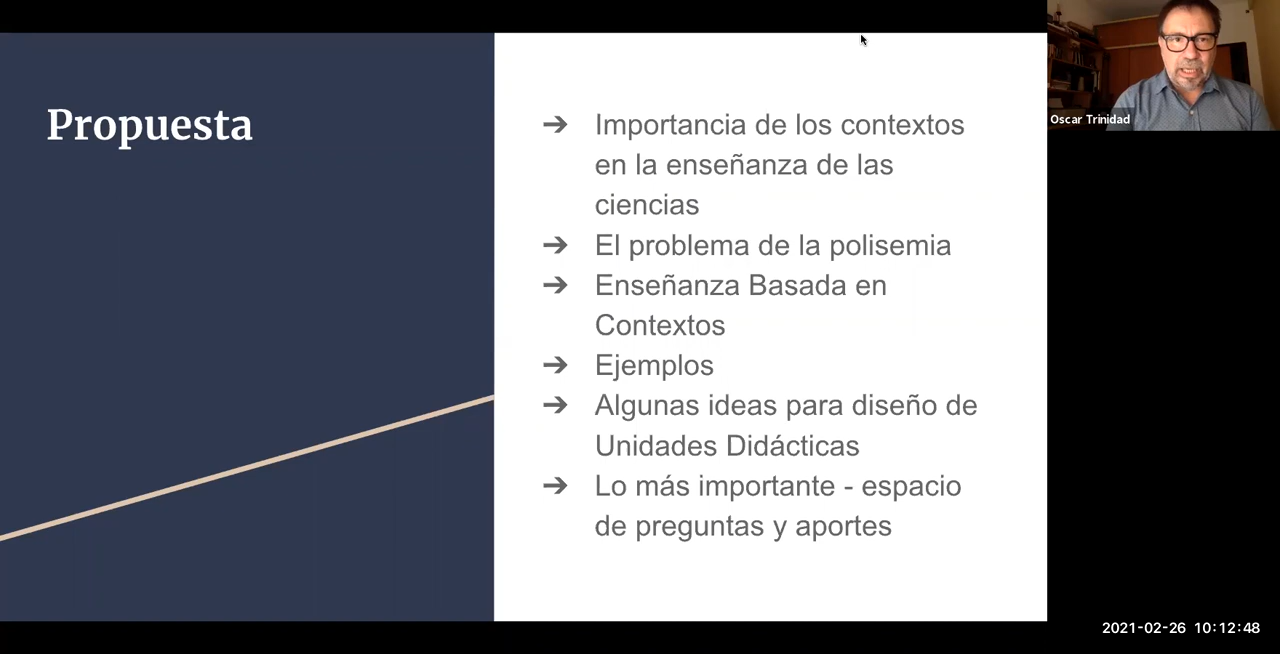 Propuesta
➔ Importancia de los contextos
en la enseñanza de las
ciencias
➔ El problema de la polisemia
➔ Enseñanza Basada en
Contextos
➔ Ejemplos
➔ Algunas ideas para diseño de
Unidades Didácticas
➔ Lo más importante - espacio
de preguntas y aportes
Oscar Trinidad
2021-02-26 10:12:48